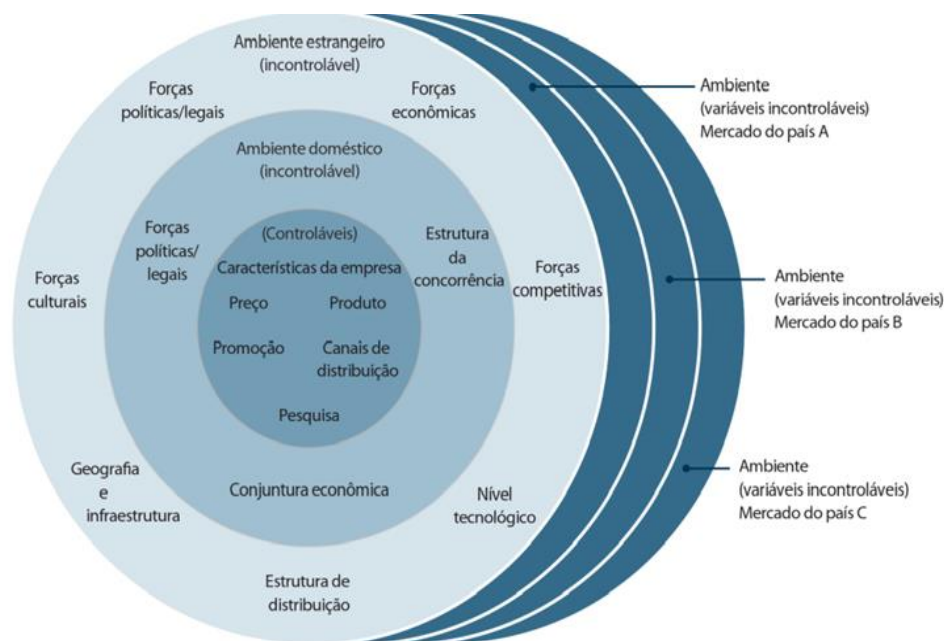 Ambiente estrangeiro
(incontrolável)
Forças
políticas/legais
Forças
econômicas
Ambiente doméstico
(incontrolável)
Forças
políticas/
legais
Estrutura
da
concorrência
(Controláveis)
Características da empresa
Preço
Produto
Promoção
Canais de
distribuição
Pesquisa
Conjuntura econômica
Forças
culturais
Forças
competitivas
Geografia
e
infraestrutura
Nível
tecnológico
Estrutura de
distribuição
Ambiente
(variáveis incontroláveis)
Mercado do país A
Ambiente
(variáveis incontroláveis)
Mercado do país B
Ambiente
(variáveis incontroláveis)
Mercado do país C